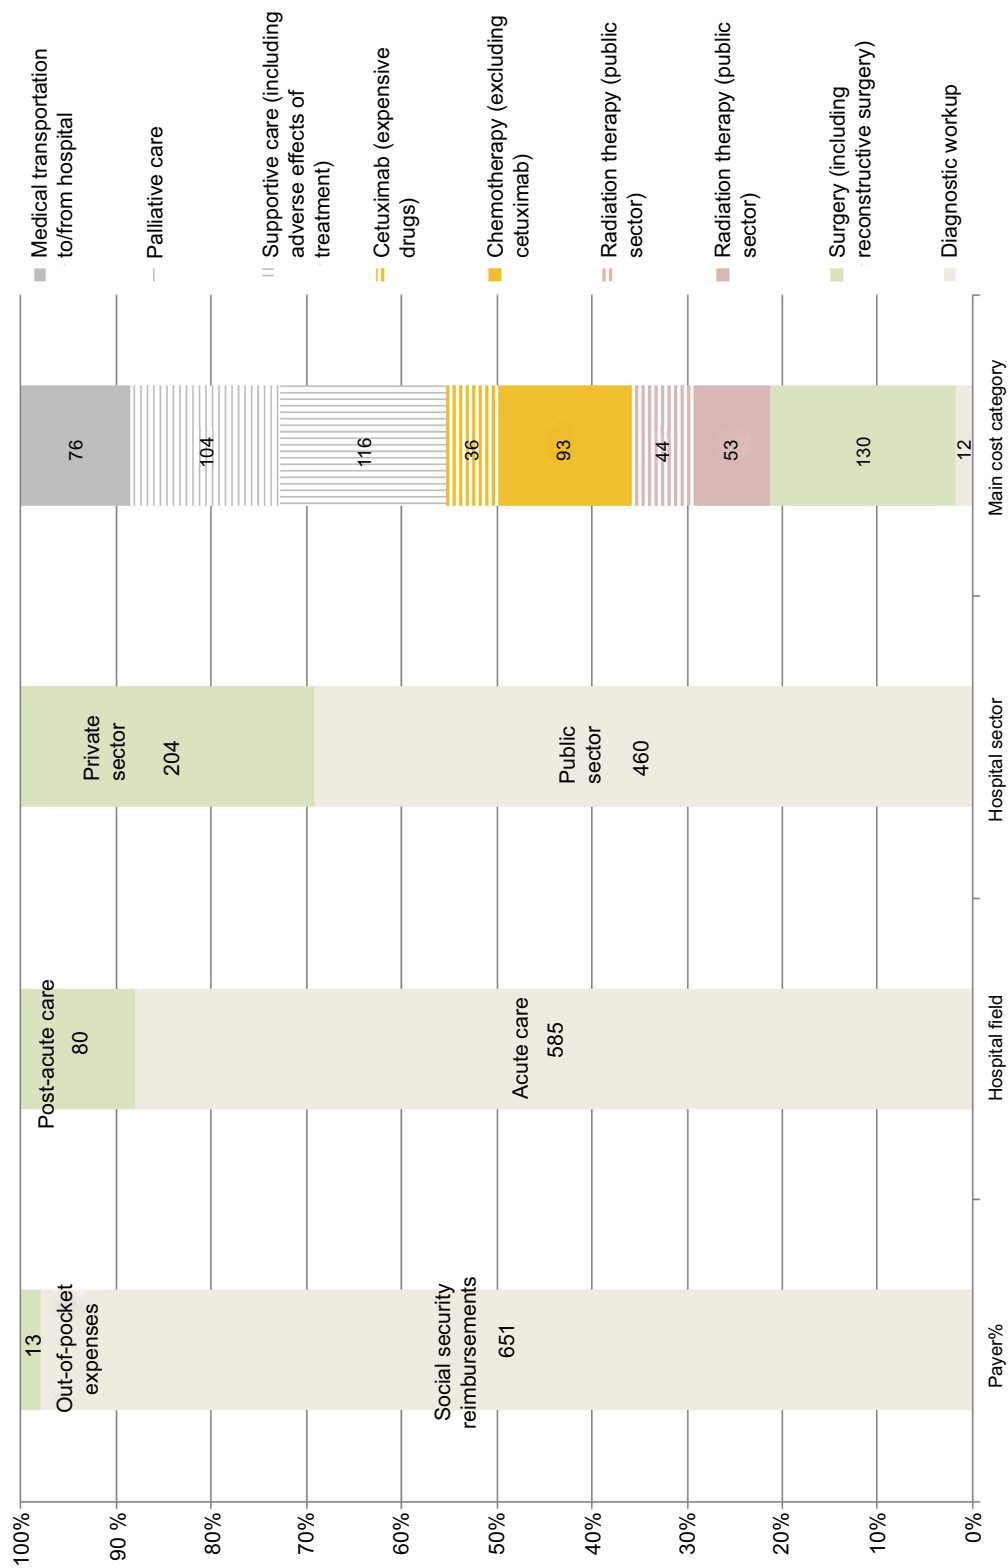 100%
90 %
80%
70%
60%
50%
40%
30%
20%
10%
0%
13
Out-of-pocket
expenses
Social security
reimbursements
651
Payer%
Post-acute care
80
Acute care
585
Hospital field
Private
sector
204
Public
sector
460
Hospital sector
76
104
116
36
93
44
53
130
12
Main cost category
Medical transportation
to/from hospital
Palliative care
Supportive care (including
adverse effects of
treatment)
Cetuximab (expensive
drugs)
Chemotherapy (excluding
cetuximab)
Radiation therapy (public
sector)
Radiation therapy (public
sector)
Surgery (including
reconstructive surgery)
Diagnostic workup